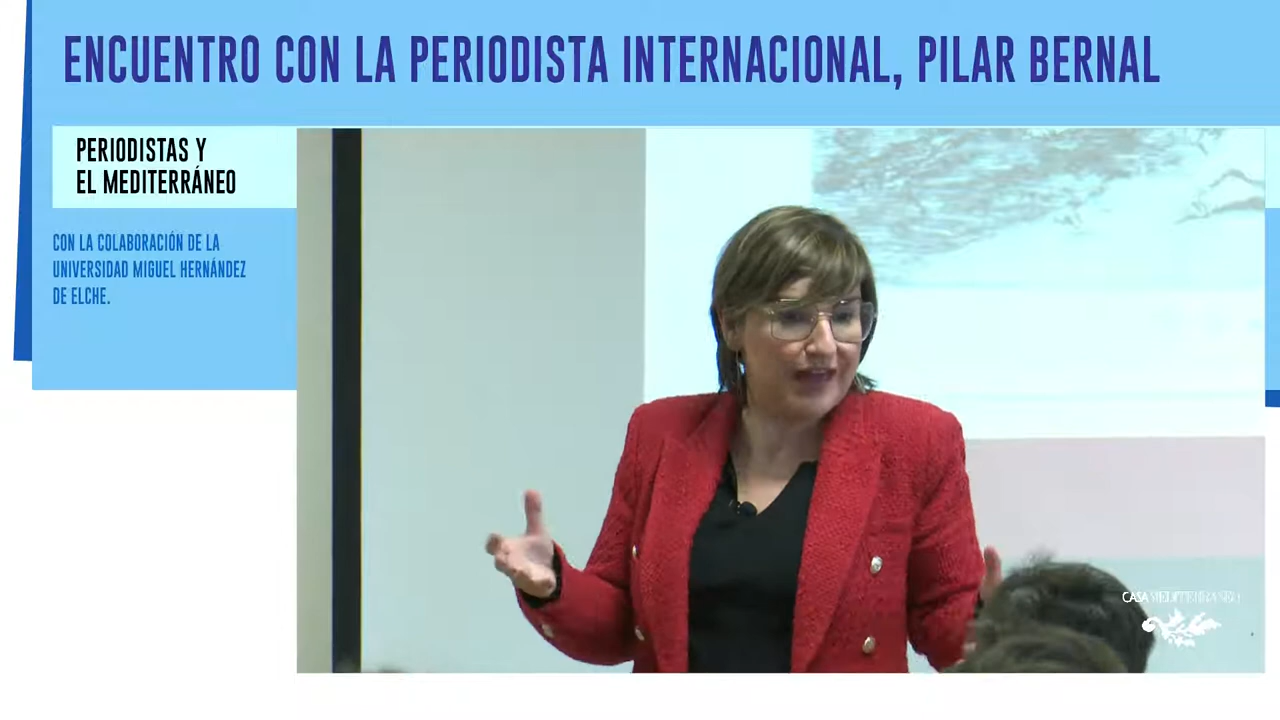 ENCUENTRO CON LA PERIODISTA INTERNACIONAL, PILAR BERNAL
PERIODISTAS Y
EL MEDITERRÁNEO
CON LA COLABORACIÓN DE LA
UNIVERSIDAD MIGUEL HERNÁNDEZ
DE ELCHE.
CASA MEDITERRÁNEO